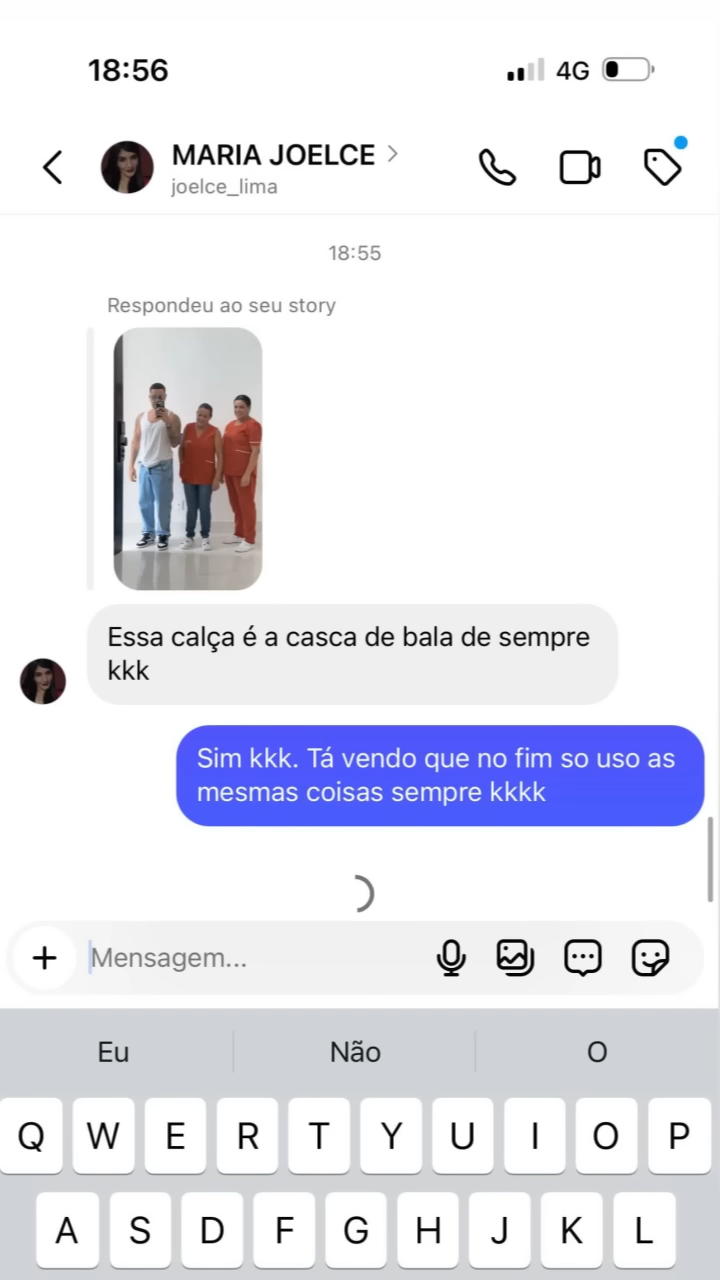 18:56
4G
MARIA JOELCE
joelce_lima
18:55
Respondeu ao seu story
Essa calça é a casca de bala de sempre
kkk
Sim kkk. Tá vendo que no fim so uso as
mesmas coisas sempre kkkk
Mensagem...
Eu Não O
Q W E R T Y U I O P
A S D F G H J K L